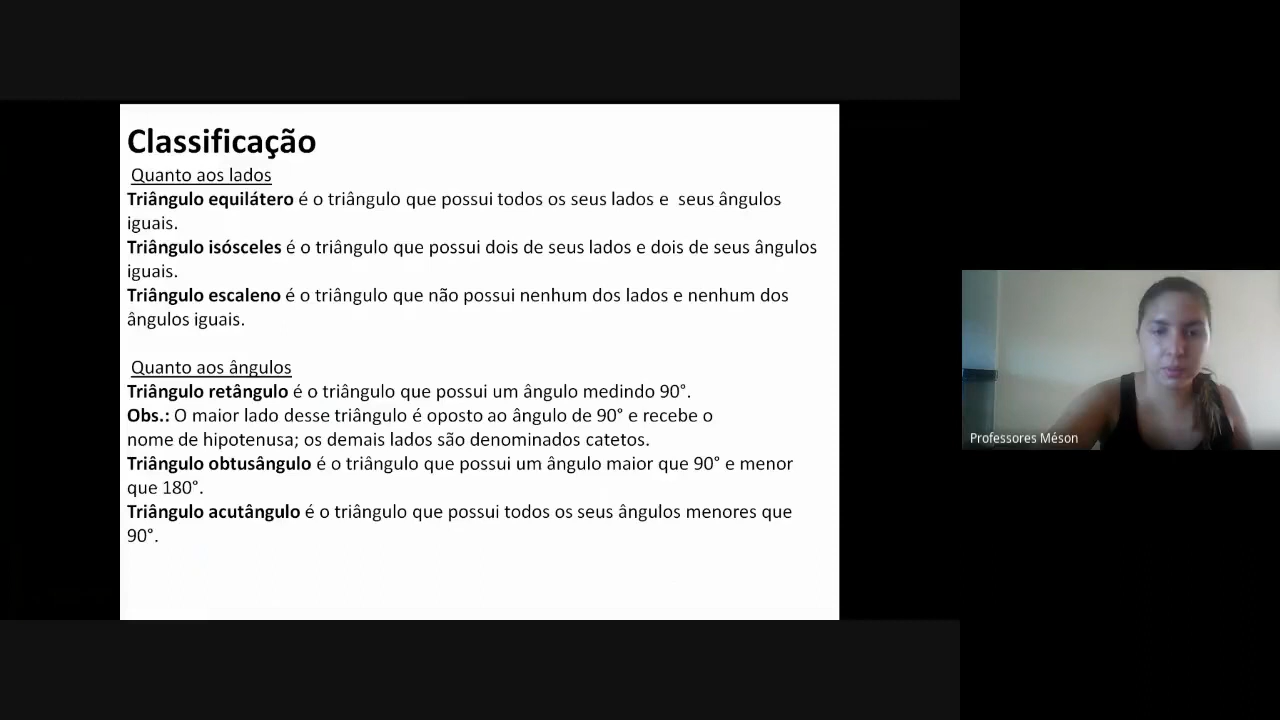 Classificação
Quanto aos lados
Triângulo equilátero é o triângulo que possui todos os seus lados e  seus ângulos
iguais.
Triângulo isósceles é o triângulo que possui dois de seus lados e dois de seus ângulos
iguais.
Triângulo escaleno é o triângulo que não possui nenhum dos lados e nenhum dos
ângulos iguais.
Quanto aos ângulos
Triângulo retângulo é o triângulo que possui um ângulo medindo 90°.
Obs.: O maior lado desse triângulo é oposto ao ângulo de 90° e recebe o
nome de hipotenusa; os demais lados são denominados catetos.
Triângulo obtusângulo é o triângulo que possui um ângulo maior que 90° e menor
que 180°.
Triângulo acutângulo é o triângulo que possui todos os seus ângulos menores que
90°.
Professores Méson